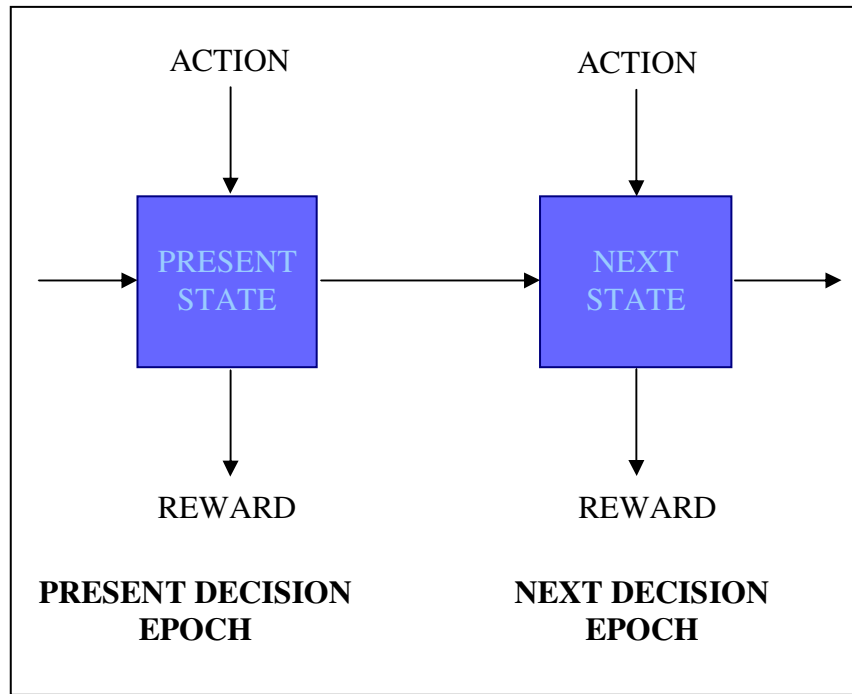 ACTION
ACTION
PRESENT
STATE
NEXT
STATE
REWARD
REWARD
PRESENT DECISION
EPOCH
NEXT DECISION
EPOCH